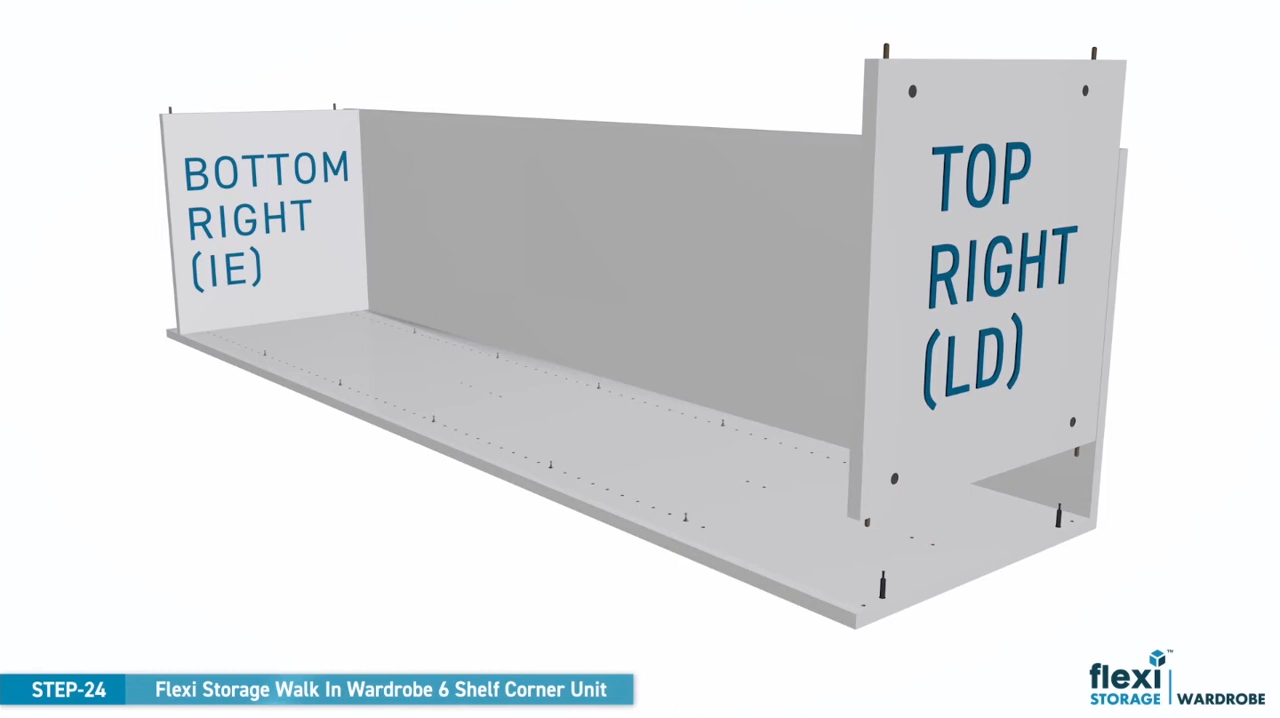 BOTTOM
RIGHT
(IE)
TOP
RIGHT
(LD)
STEP-24 Flexi Storage Walk In Wardrobe 6 Shelf Corner Unit
flexi™
STORAGE WARDROBE